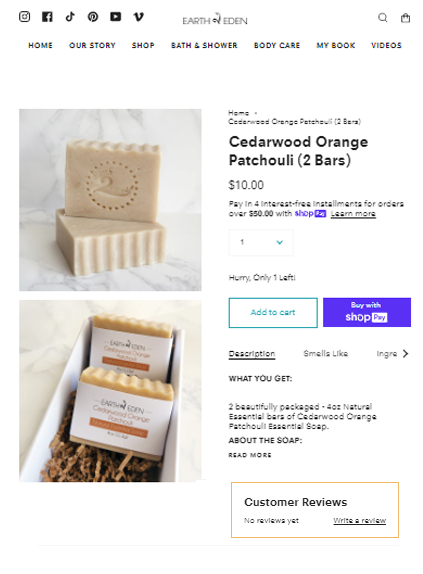 EARTH EDEN
HOME OUR STORY SHOP BATH & SHOWER BODY CARE MY BOOK VIDEOS
Home •
Cedarwood Orange Patchouli (2 Bars)
Cedarwood Orange
Patchouli (2 Bars)
$10.00
Pay in 4 interest-free installments for orders
over $50.00 with shop Pay Learn more
1
Hurry, Only 1 Left!
Add to cart
Buy with
shop Pay
Description Smells Like Ingre
WHAT YOU GET:
2 beautifully packaged - 4oz Natural
Essential bars of Cedarwood Orange
Patchouli Essential Soap.
ABOUT THE SOAP:
READ MORE
EARTH EDEN
Cedarwood Orange
Patchouli
EARTH EDEN
Cedarwood Orange
Patchouli
Customer Reviews
No reviews yet Write a review